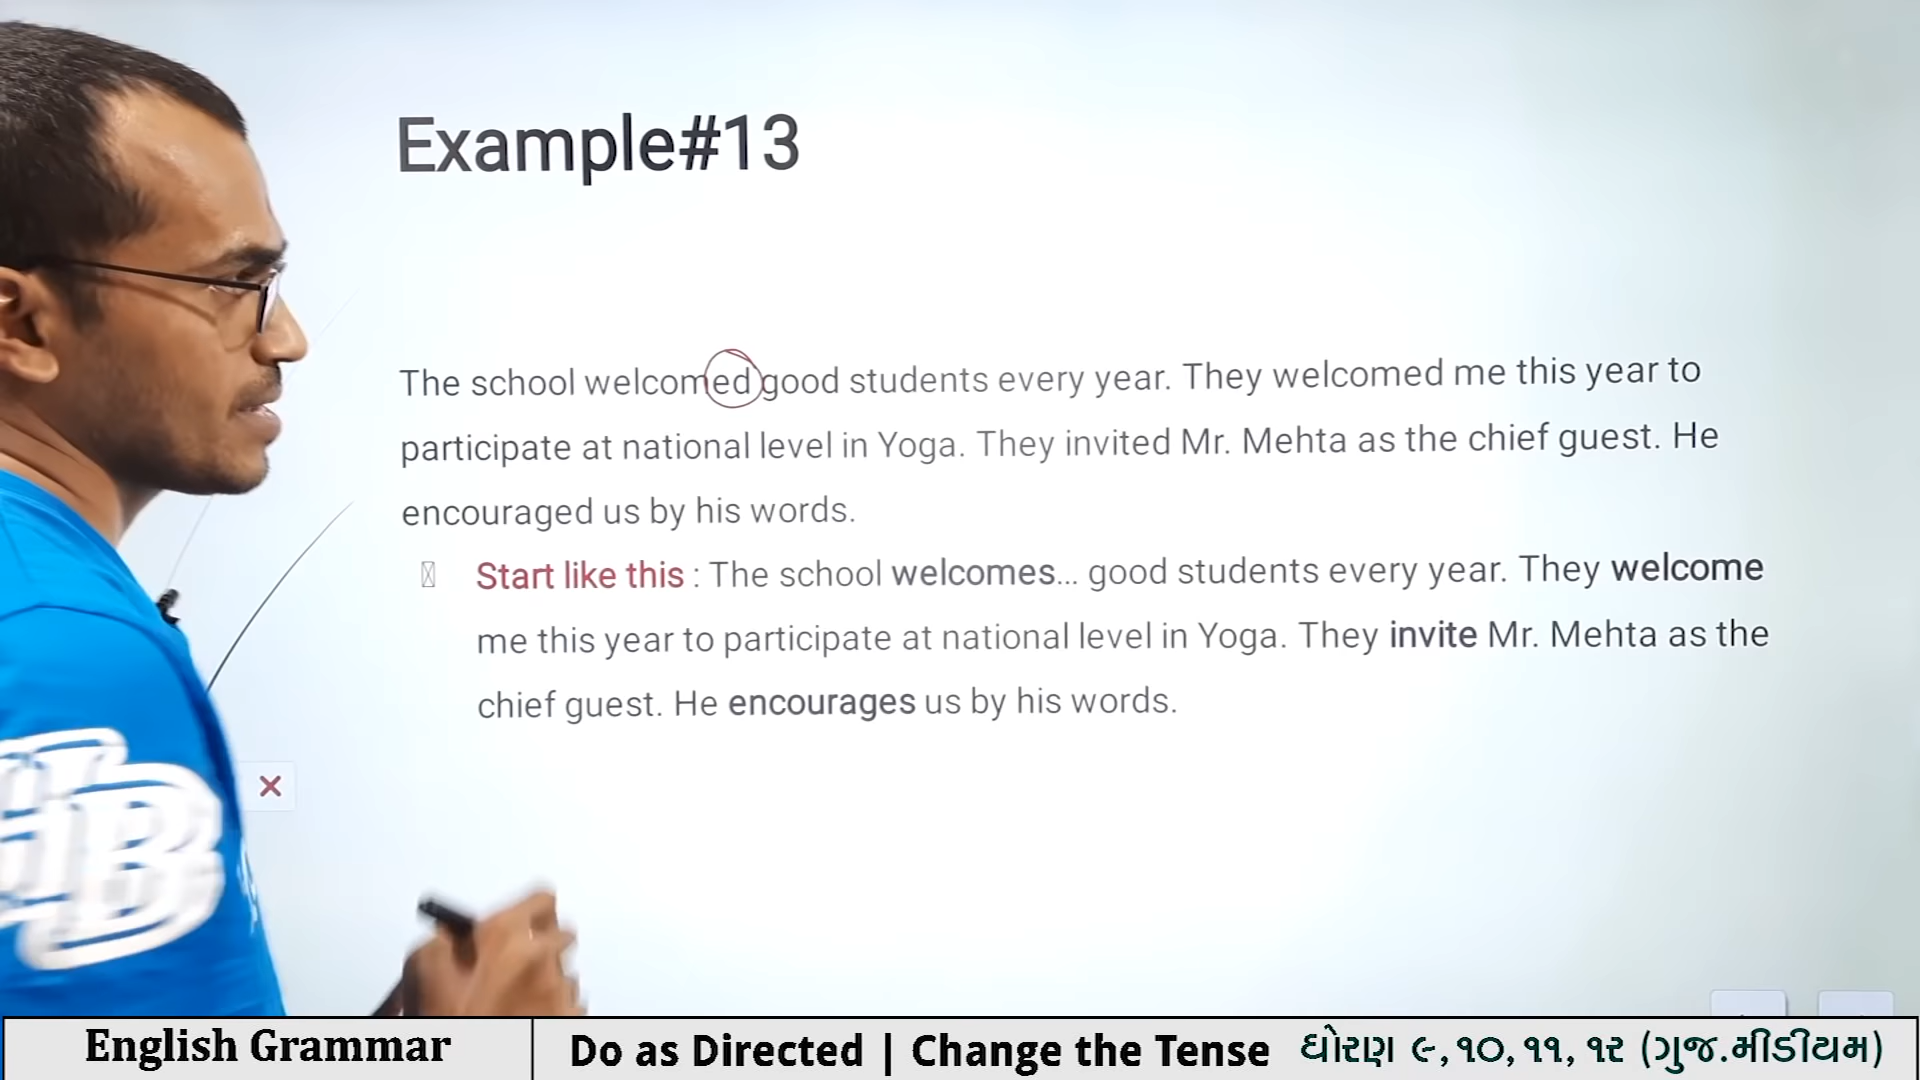 Example#13
The school welcomed good students every year. They welcomed me this year to
participate at national level in Yoga. They invited Mr. Mehta as the chief guest. He
encouraged us by his words.
Start like this : The school welcomes... good students every year. They welcome
me this year to participate at national level in Yoga. They invite Mr. Mehta as the
chief guest. He encourages us by his words.
English Grammar
Do as Directed | Change the Tense ધોરણ ૯, ૧૦, ૧૧, ૧૨ (ગુજ.મીડીયમ)